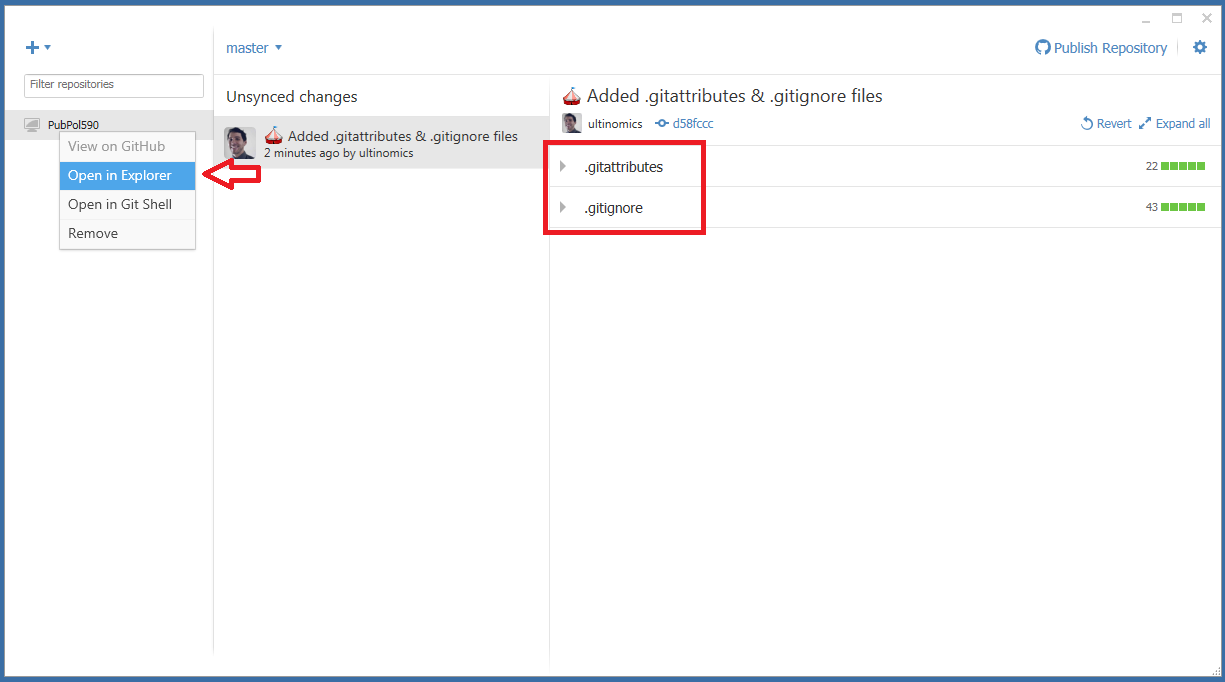 master
Publish Repository
Filter repositories
PubPol590
View on GitHub
Open in Explorer
Open in Git Shell
Remove
Unsynced changes
Added .gitattributes & .gitignore files
2 minutes ago by ultinomics
Added .gitattributes & .gitignore files
ultinomics d58fccc Revert Expand all
.gitattributes 22
.gitignore 43